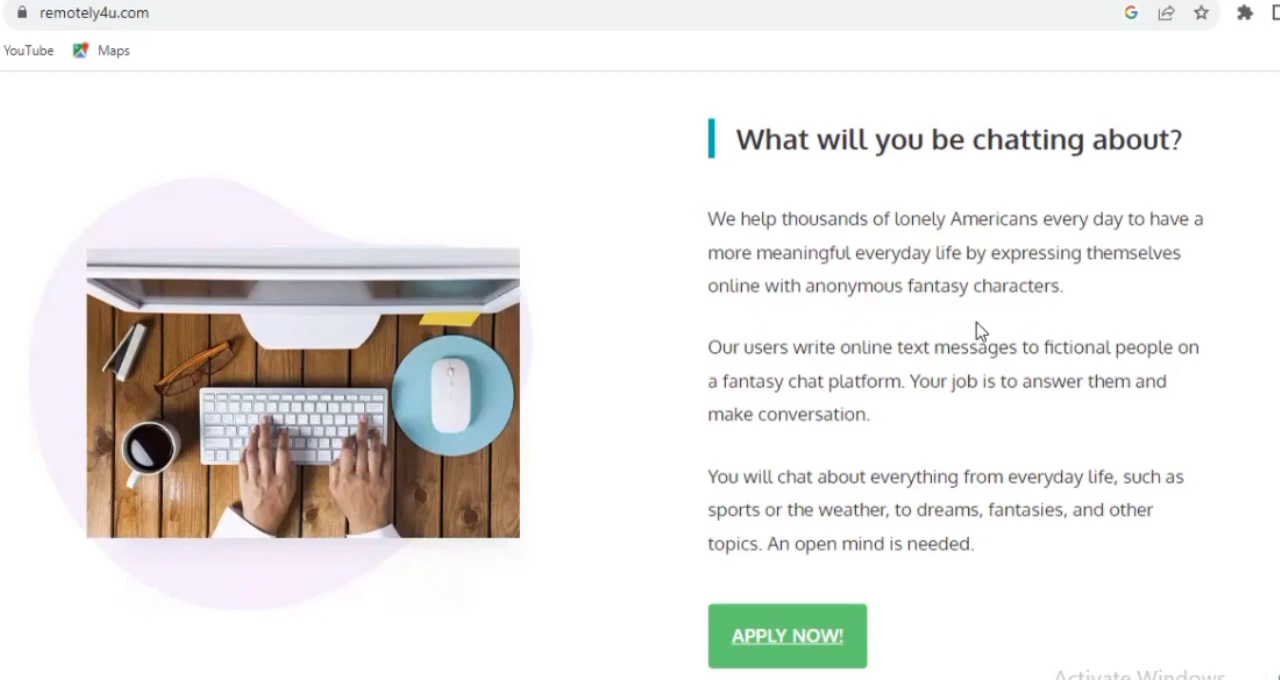 remotely4u.com
YouTube
Maps
What will you be chatting about?
We help thousands of lonely Americans every day to have a
more meaningful everyday life by expressing themselves
online with anonymous fantasy characters.
Our users write online text messages to fictional people on
a fantasy chat platform. Your job is to answer them and
make conversation.
You will chat about everything from everyday life, such as
sports or the weather, to dreams, fantasies, and other
topics. An open mind is needed.
APPLY NOW!
Activate Windows